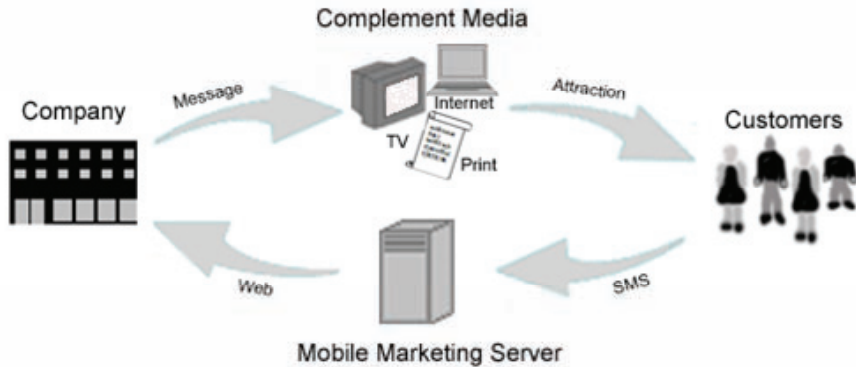 Complement Media
Message
Internet
Attraction
Company
Customers
TV
Print
Web
SMS
Mobile Marketing Server